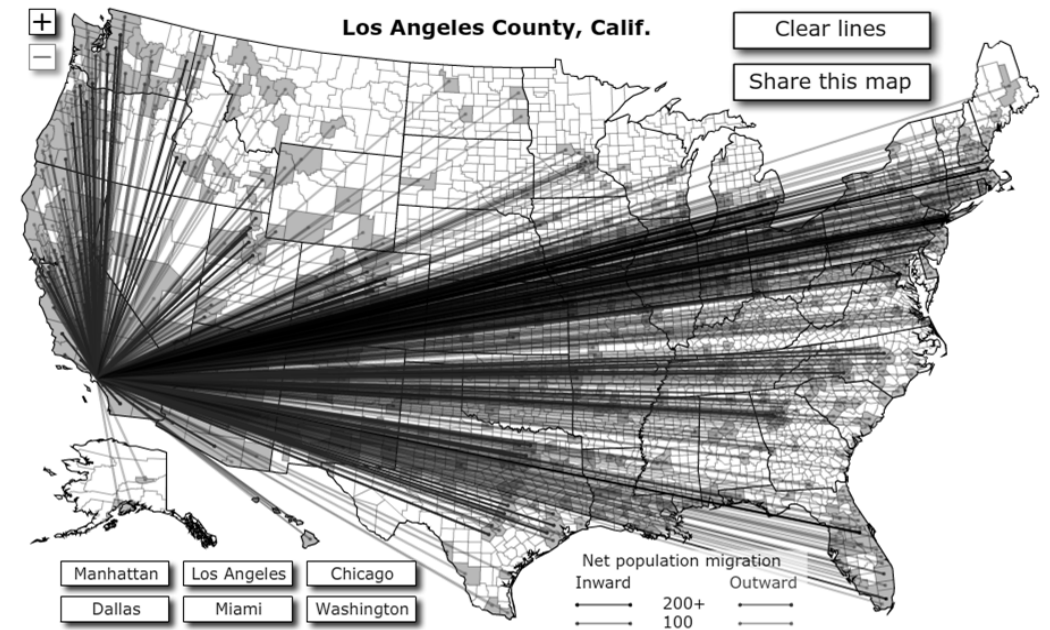 +
Los Angeles County, Calif.
Clear lines
−
Share this map
Manhattan Los Angeles Chicago
Dallas Miami Washington
Net population migration
Inward Outward
200+
100